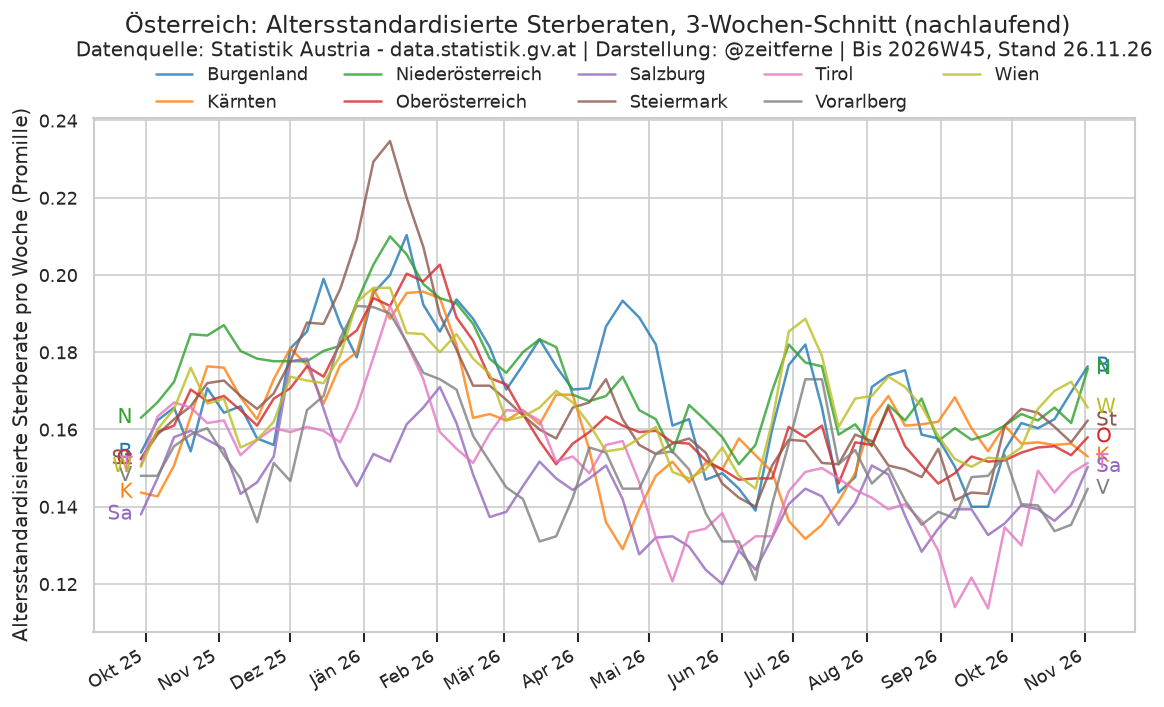 Österreich: Altersstandardisierte Sterberaten, 3-Wochen-Schnitt (nachlaufend)
Datenquelle: Statistik Austria - data.statistik.gv.at | Darstellung: @zeitferne | Bis 2026W45, Stand 26.11.26
Burgenland Niederösterreich Salzburg Tirol Wien
Kärnten Oberösterreich Steiermark Vorarlberg
Altersstandardisierte Sterberate pro Woche (Promille)
0.24
0.22
0.20
0.18
0.16
0.14
0.12
N
K
Sa
B
N
W
St
O
Sa
V
Okt 25 Nov 25 Dez 25 Jän 26 Feb 26 Mär 26 Apr 26 Mai 26 Jun 26 Jul 26 Aug 26 Sep 26 Okt 26 Nov 26